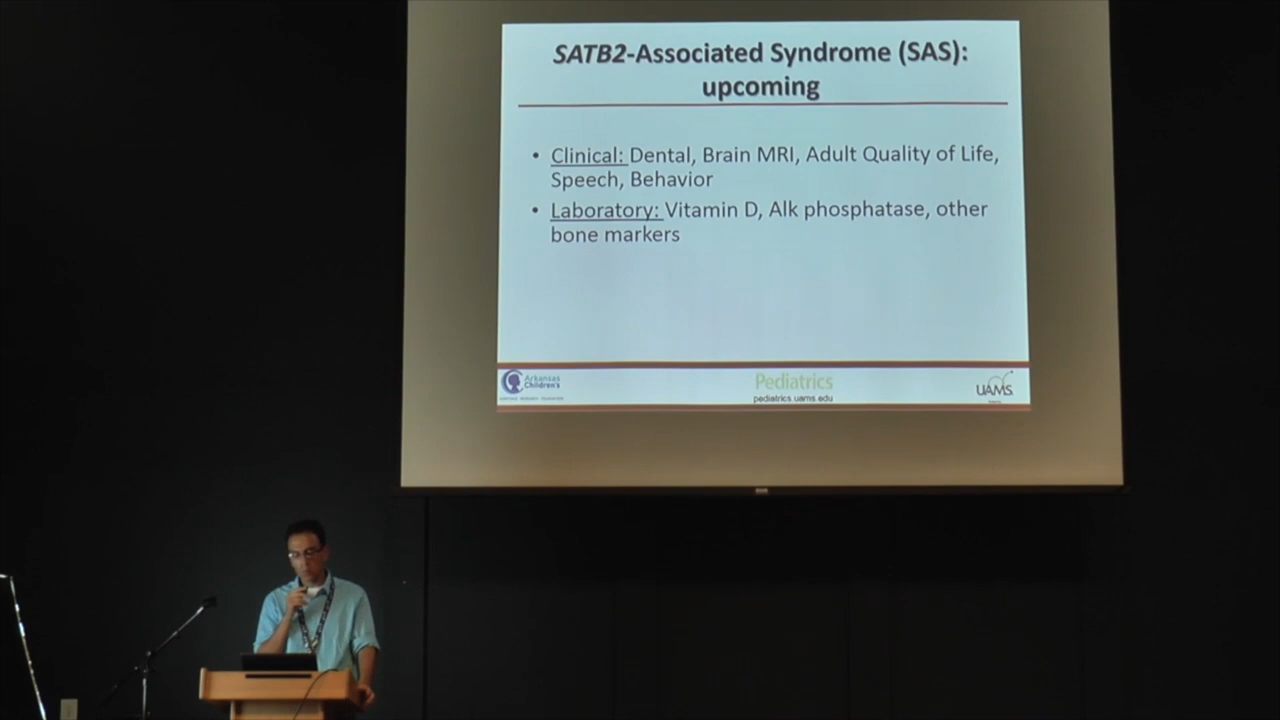 SATB2-Associated Syndrome (SAS):
upcoming
• Clinical: Dental, Brain MRI, Adult Quality of Life,
Speech, Behavior
• Laboratory: Vitamin D, Alk phosphatase, other
bone markers
Arkansas
Children's
Pediatrics
pediatrics.uams.edu
UAMS